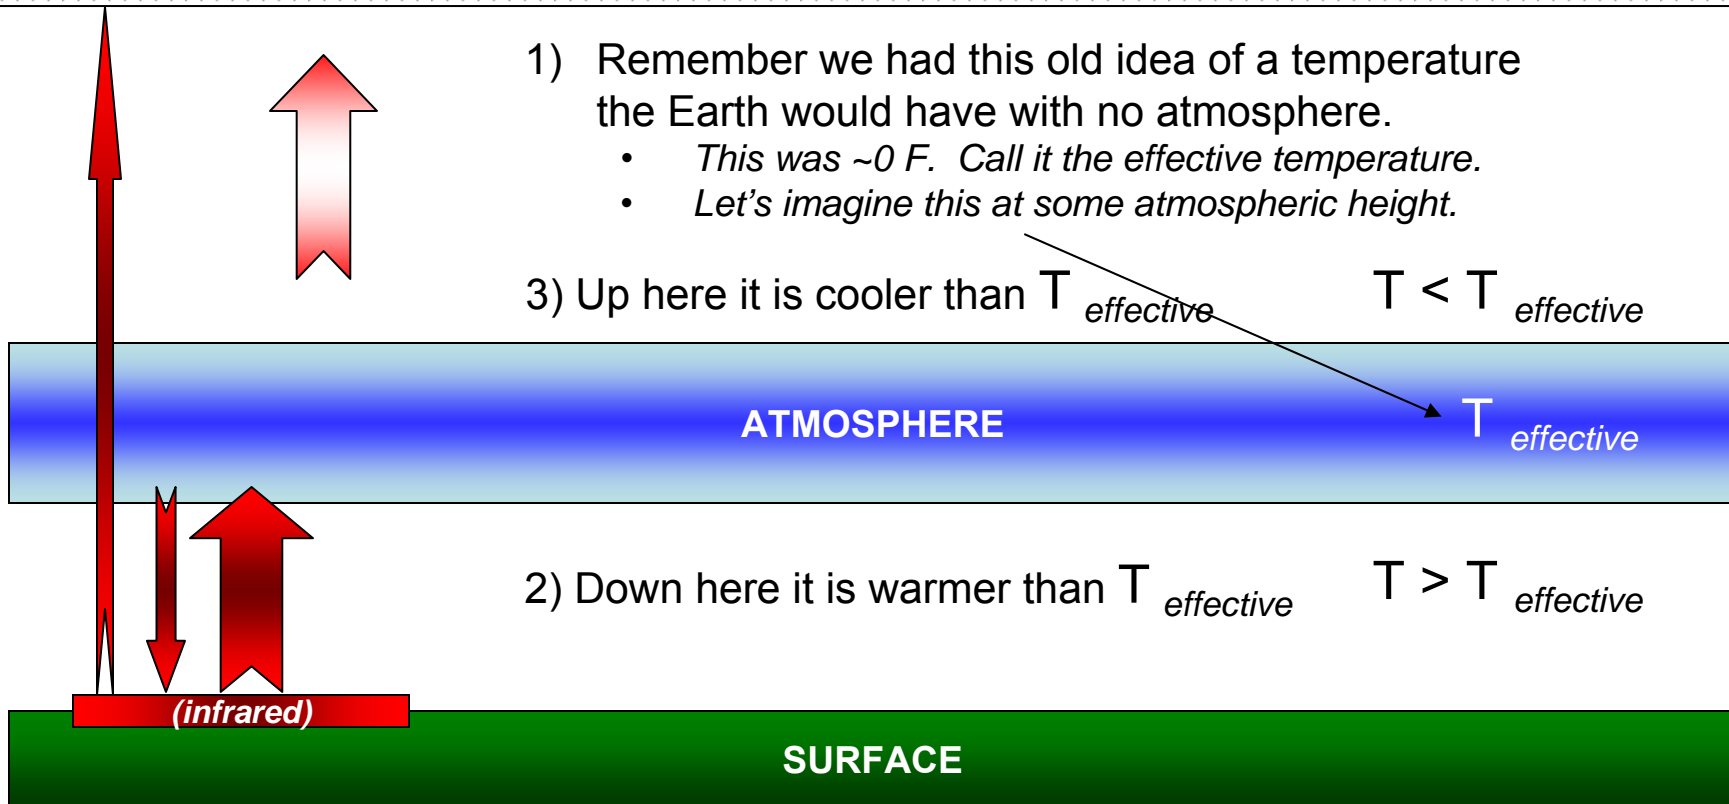 1) Remember we had this old idea of a temperature
the Earth would have with no atmosphere.
• This was ~0 F. Call it the effective temperature.
• Let's imagine this at some atmospheric height.
3) Up here it is cooler than T effective T < T effective
ATMOSPHERE T effective
2) Down here it is warmer than T effective T > T effective
(infrared)
SURFACE